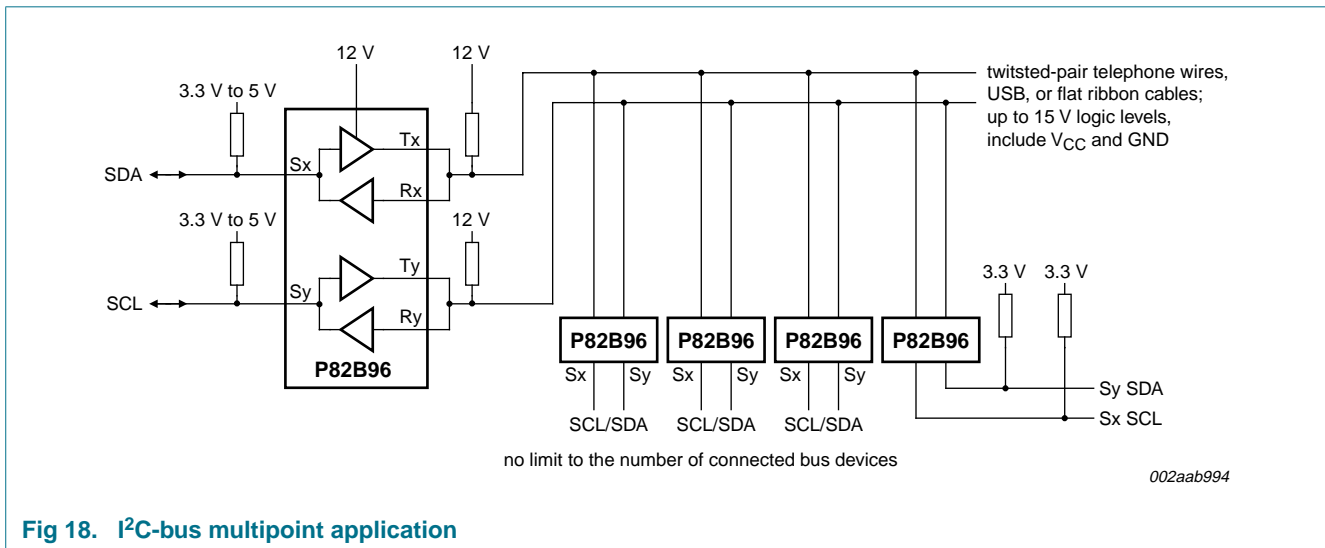 12 V
12 V
3.3 V to 5 V
twitsted-pair telephone wires,
USB, or flat ribbon cables;
up to 15 V logic levels,
include VCC and GND
Tx
Sx
SDA
Rx
3.3 V to 5 V
12 V
Ty
Sy
SCL
Ry
P82B96
3.3 V 3.3 V
P82B96 P82B96 P82B96 P82B96
Sx Sy Sx Sy Sx Sy
Sy SDA
Sx SCL
SCL/SDA SCL/SDA SCL/SDA
no limit to the number of connected bus devices
002aab994
Fig 18. I²C-bus multipoint application